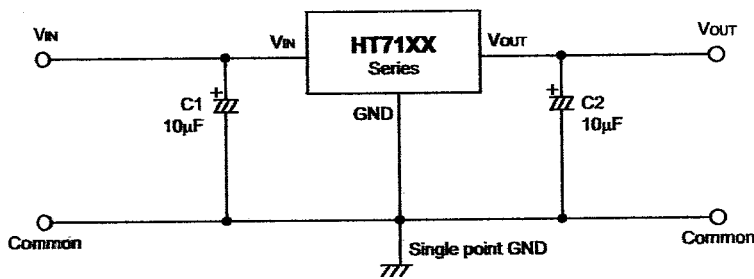 VIN
VIN
HT71XX
Series
VOUT
VOUT
+
C1
10µF
GND
+
C2
10µF
Common
Single point GND
Common